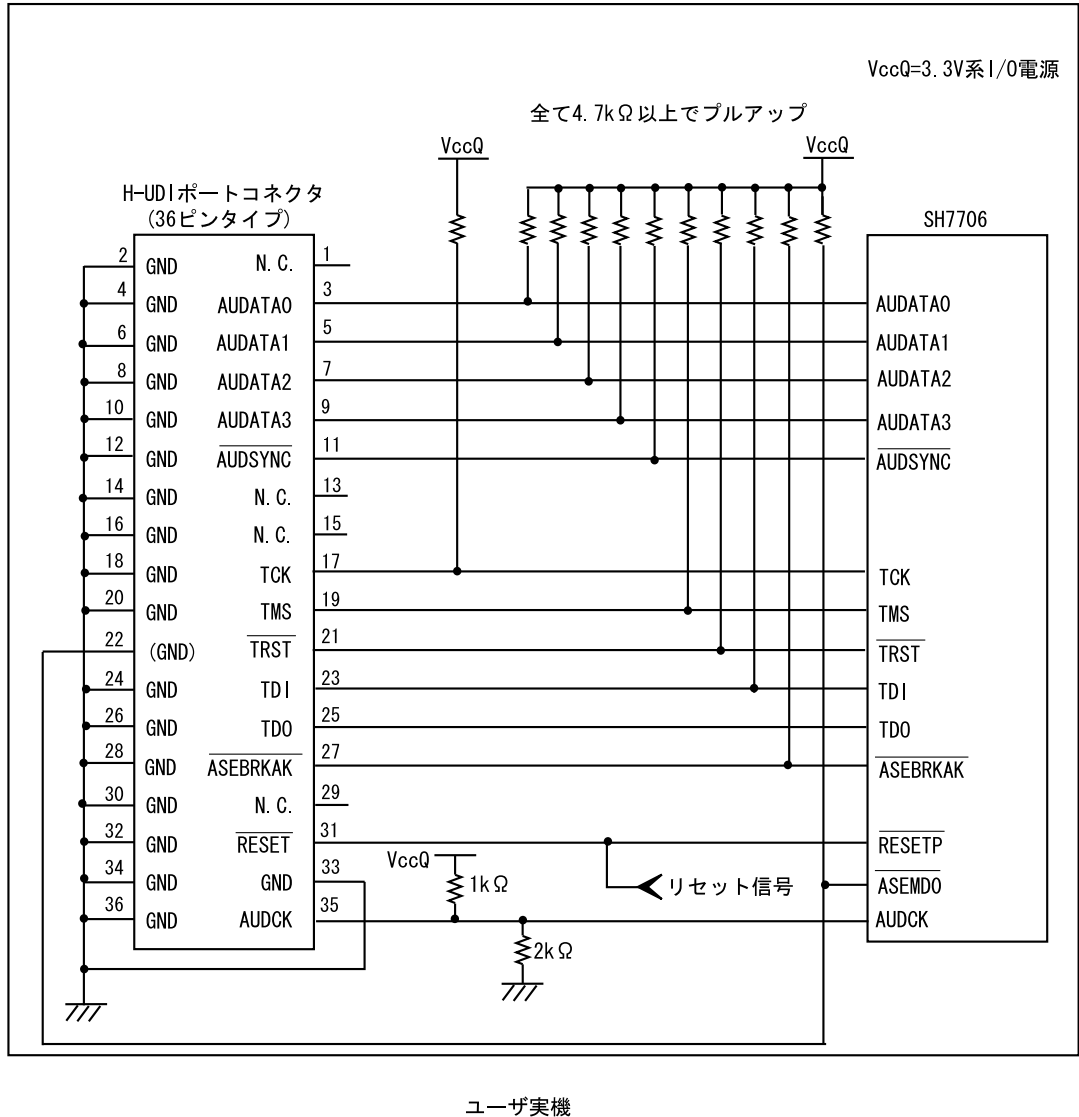 VccQ=3.3V系I/O電源
全て4.7kΩ以上でプルアップ
VccQ
VccQ
H-UDIポートコネクタ
(36ピンタイプ)
SH7706
2 GND N.C. 1
4 GND AUDATA0 3 AUDATA0
6 GND AUDATA1 5 AUDATA1
8 GND AUDATA2 7 AUDATA2
10 GND AUDATA3 9 AUDATA3
12 GND AUDSYNC 11 AUDSYNC
14 GND N.C. 13
16 GND N.C. 15
18 GND TCK 17 TCK
20 GND TMS 19 TMS
22 (GND) TRST 21 TRST
24 GND TDI 23 TDI
26 GND TDO 25 TDO
28 GND ASEBRKAK 27 ASEBRKAK
30 GND N.C. 29
32 GND RESET 31 RESETP
34 GND GND 33 VccQ 1kΩ リセット信号 ASEMD0
36 GND AUDCK 35 AUDCK
2kΩ
ユーザ実機